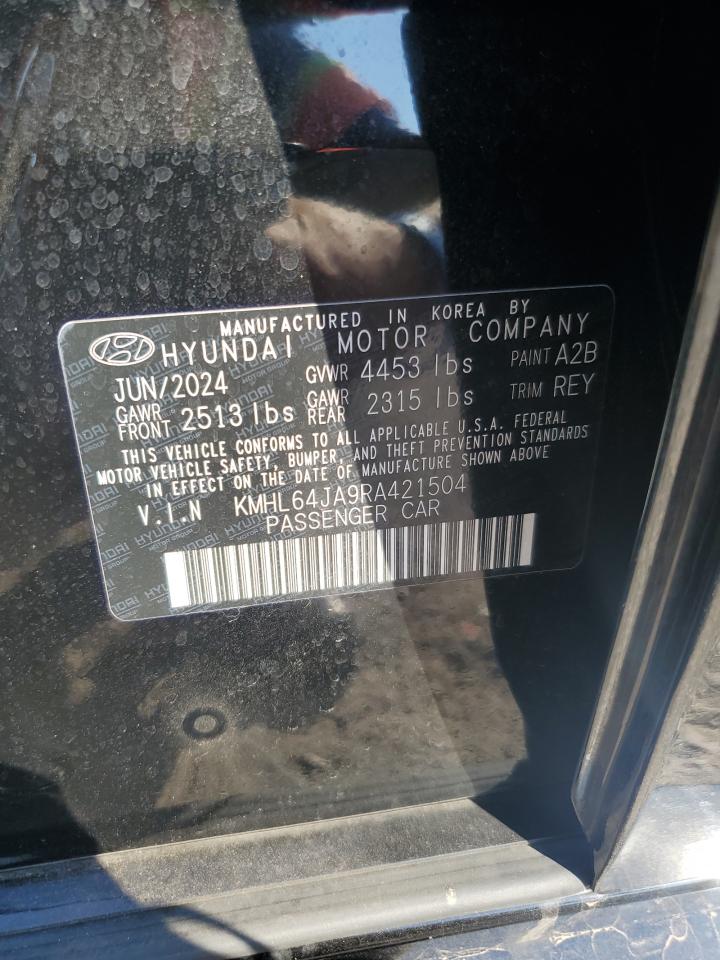 MANUFACTURED IN KOREA BY
HYUNDAI MOTOR COMPANY
JUN/2024 GVWR 4453 lbs PAINT A2B
GAWR FRONT 2513 lbs GAWR REAR 2315 lbs TRIM REY
THIS VEHICLE CONFORMS TO ALL APPLICABLE U.S.A. FEDERAL
MOTOR VEHICLE SAFETY, BUMPER, AND THEFT PREVENTION STANDARDS
IN EFFECT ON THE DATE OF MANUFACTURE SHOWN ABOVE
V.I.N KMHL64JA9RA421504
PASSENGER CAR